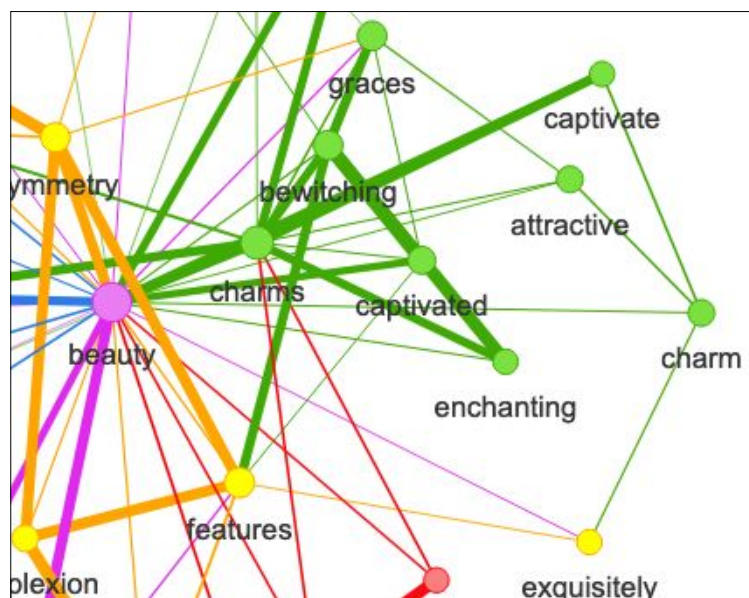 graces
captivate
ymmetry
bewitching
attractive
charms
captivated
beauty
charm
enchanting
features
plexion
exquisitely